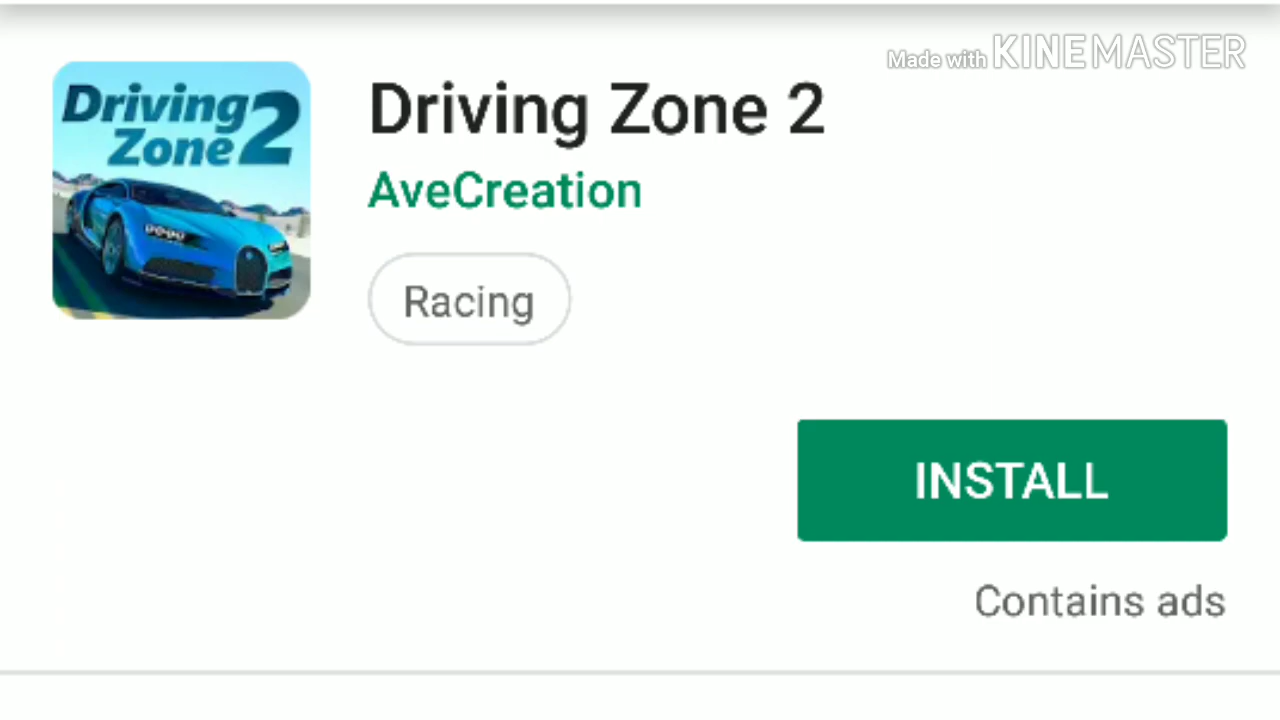 Made with KINEMASTER
Driving
Zone 2
Driving Zone 2
AveCreation
Racing
INSTALL
Contains ads